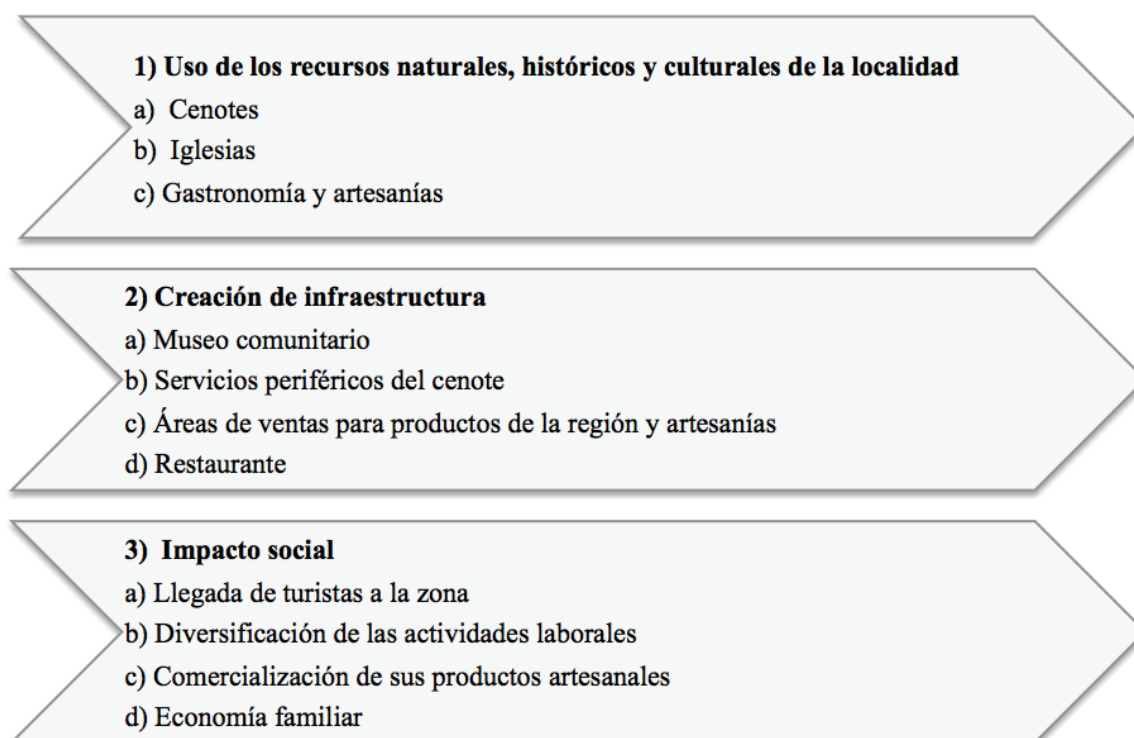 1) Uso de los recursos naturales, históricos y culturales de la localidad
a) Cenotes
b) Iglesias
c) Gastronomía y artesanías
2) Creación de infraestructura
a) Museo comunitario
b) Servicios periféricos del cenote
c) Áreas de ventas para productos de la región y artesanías
d) Restaurante
3) Impacto social
a) Llegada de turistas a la zona
b) Diversificación de las actividades laborales
c) Comercialización de sus productos artesanales
d) Economía familiar